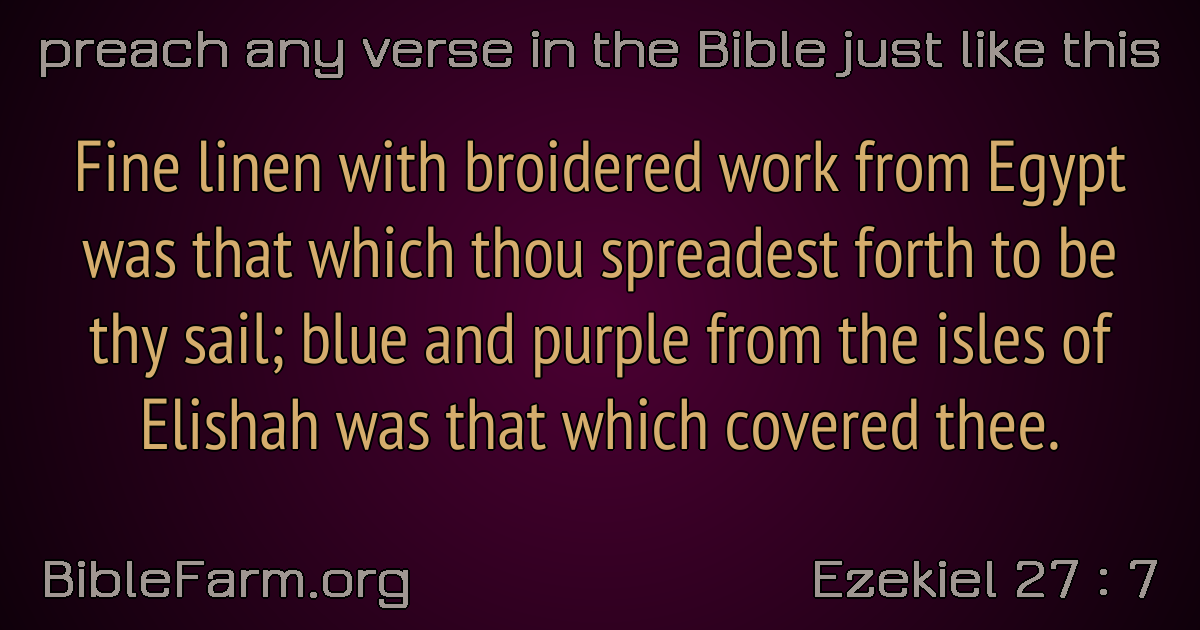 preach any verse in the Bible just like this
Fine linen with broidered work from Egypt
was that which thou spreadest forth to be
thy sail; blue and purple from the isles of
Elishah was that which covered thee.
BibleFarm.org
Ezekiel 27 : 7